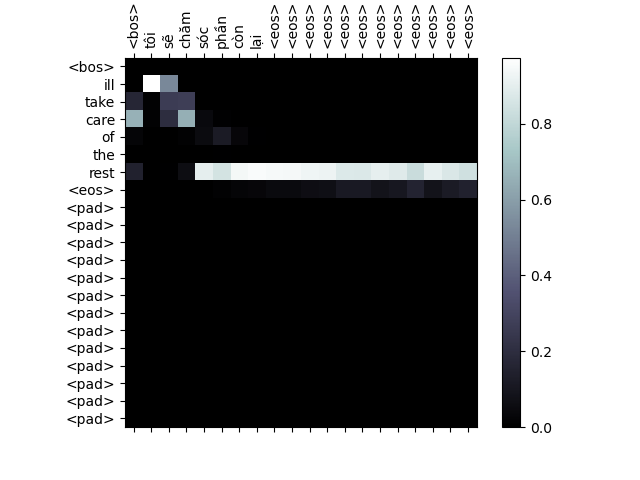 <bos> tôi sẽ chăm sóc phần còn lại <eos> <eos> <eos> <eos> <eos> <eos> <eos> <eos> <eos> <eos> <eos> <eos>
<bos>
ill
take
care
of
the
rest
<eos>
<pad>
<pad>
<pad>
<pad>
<pad>
<pad>
<pad>
<pad>
<pad>
<pad>
<pad>
<pad>
<pad>
0.8
0.6
0.4
0.2
0.0